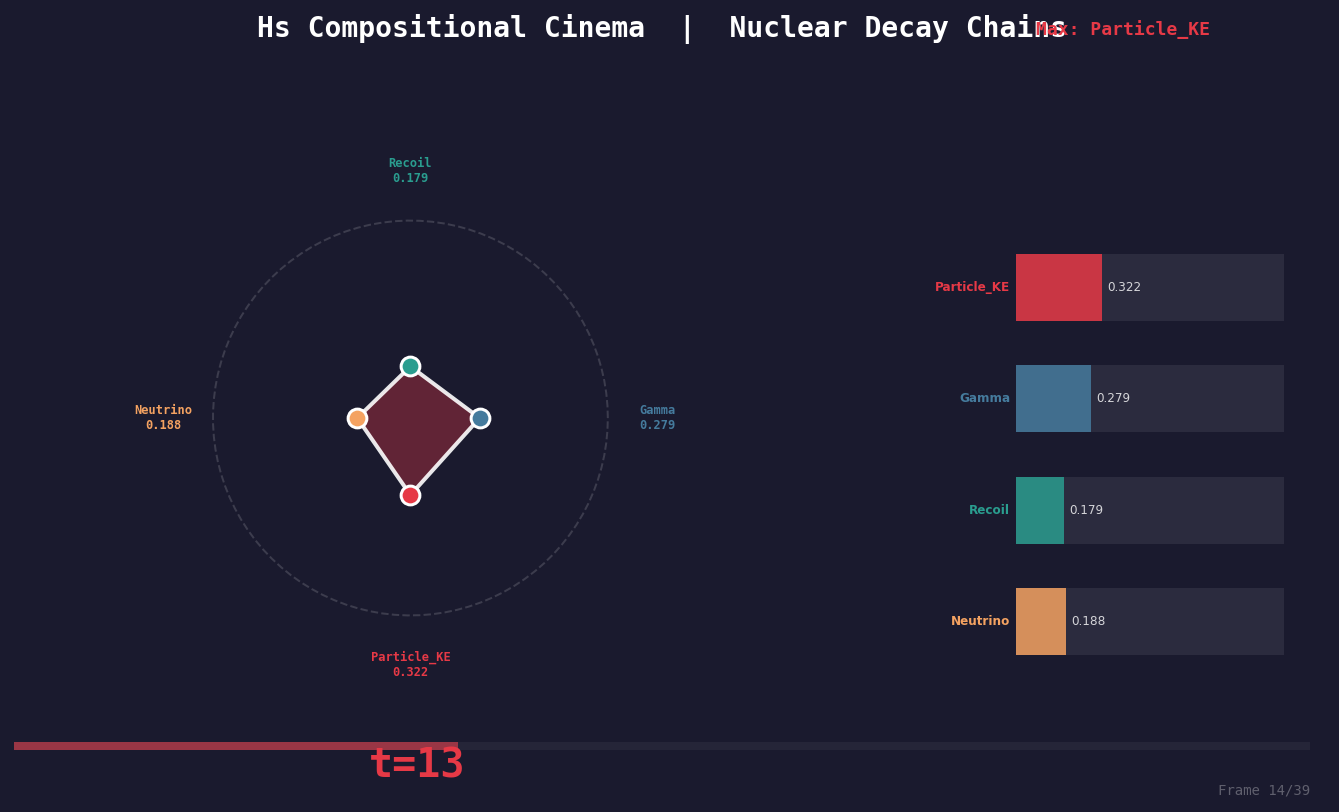 Hs Compositional Cinema | Nuclear Decay Chains
Max: Particle_KE
Recoil
0.179
Neutrino
0.188
Gamma
0.279
Particle_KE
0.322
Particle_KE 0.322
Gamma 0.279
Recoil 0.179
Neutrino 0.188
t=13
Frame 14/39